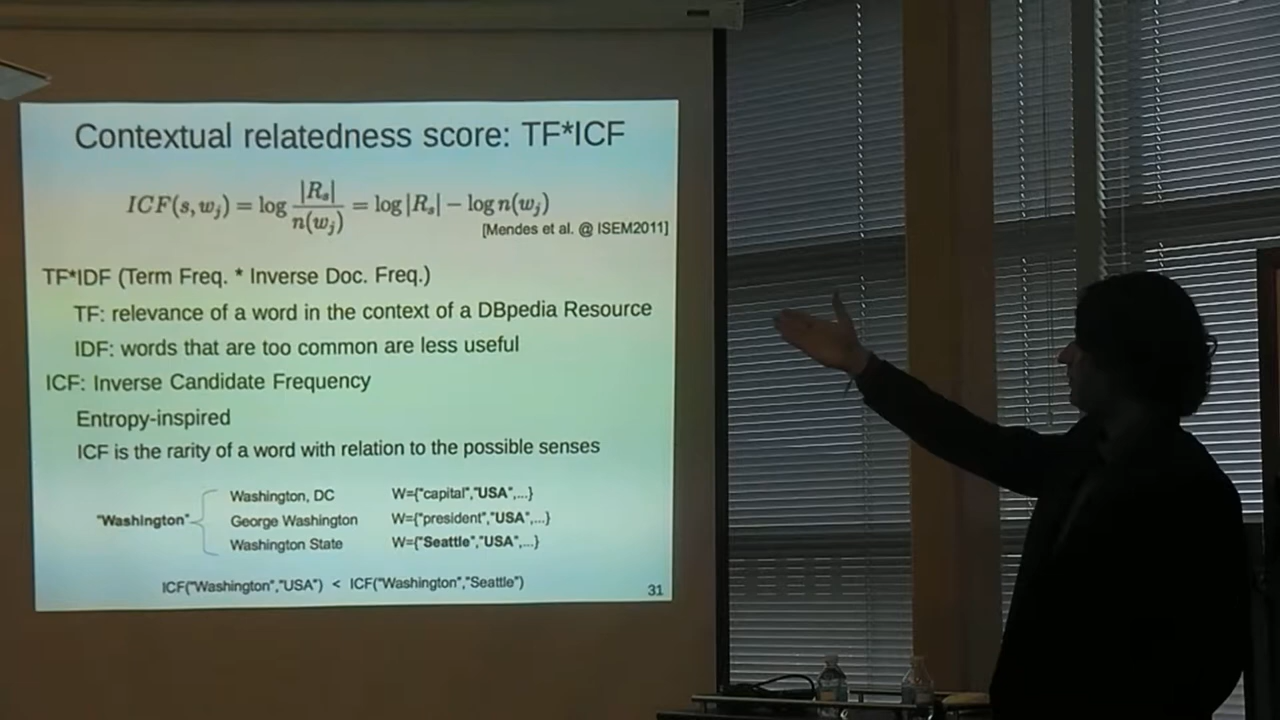 Contextual relatedness score: TF*ICF
ICF(s, w_j) = log |R_s| / n(w_j) = log |R_s| − log n(w_j)
[Mendes et al. @ ISEM2011]
TF*IDF (Term Freq. * Inverse Doc. Freq.)
TF: relevance of a word in the context of a DBpedia Resource
IDF: words that are too common are less useful
ICF: Inverse Candidate Frequency
Entropy-inspired
ICF is the rarity of a word with relation to the possible senses
Washington, DC W={"capital","USA",...}
"Washington" George Washington W={"president","USA",...}
Washington State W={"Seattle","USA",...}
ICF("Washington","USA") < ICF("Washington","Seattle")
31